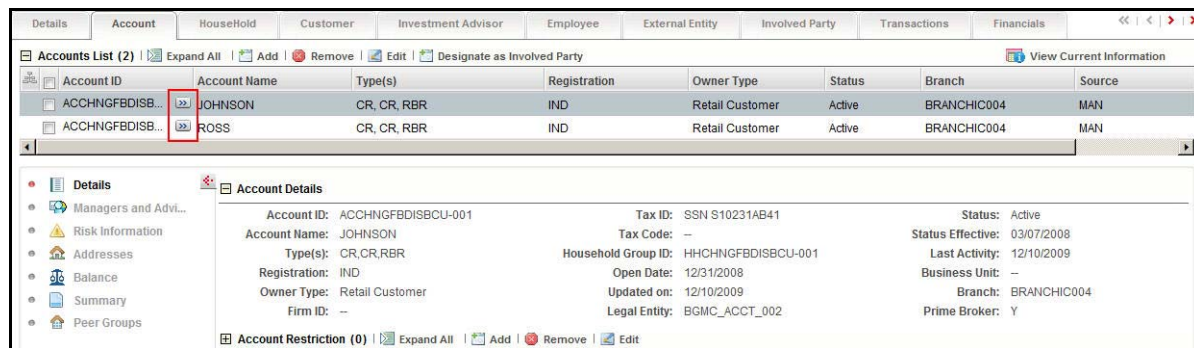 Details Account HouseHold Customer Investment Advisor Employee External Entity Involved Party Transactions Financials
Accounts List (2) | Expand All | Add | Remove | Edit | Designate as Involved Party View Current Information
Account ID Account Name Type(s) Registration Owner Type Status Branch Source
ACCHNGFBDISB... JOHNSON CR, CR, RBR IND Retail Customer Active BRANCHIC004 MAN
ACCHNGFBDISB... ROSS CR, CR, RBR IND Retail Customer Active BRANCHIC004 MAN
Details
Managers and Advi...
Risk Information
Addresses
Balance
Summary
Peer Groups
Account Details
Account ID: ACCHNGFBDISBCU-001 Tax ID: SSN S10231AB41 Status: Active
Account Name: JOHNSON Tax Code: -- Status Effective: 03/07/2008
Type(s): CR,CR,RBR Household Group ID: HHCHNGFBDISBCU-001 Last Activity: 12/10/2009
Registration: IND Open Date: 12/31/2008 Business Unit: --
Owner Type: Retail Customer Updated on: 12/10/2009 Branch: BRANCHIC004
Firm ID: -- Legal Entity: BGMC_ACCT_002 Prime Broker: Y
Account Restriction (0) | Expand All | Add | Remove | Edit